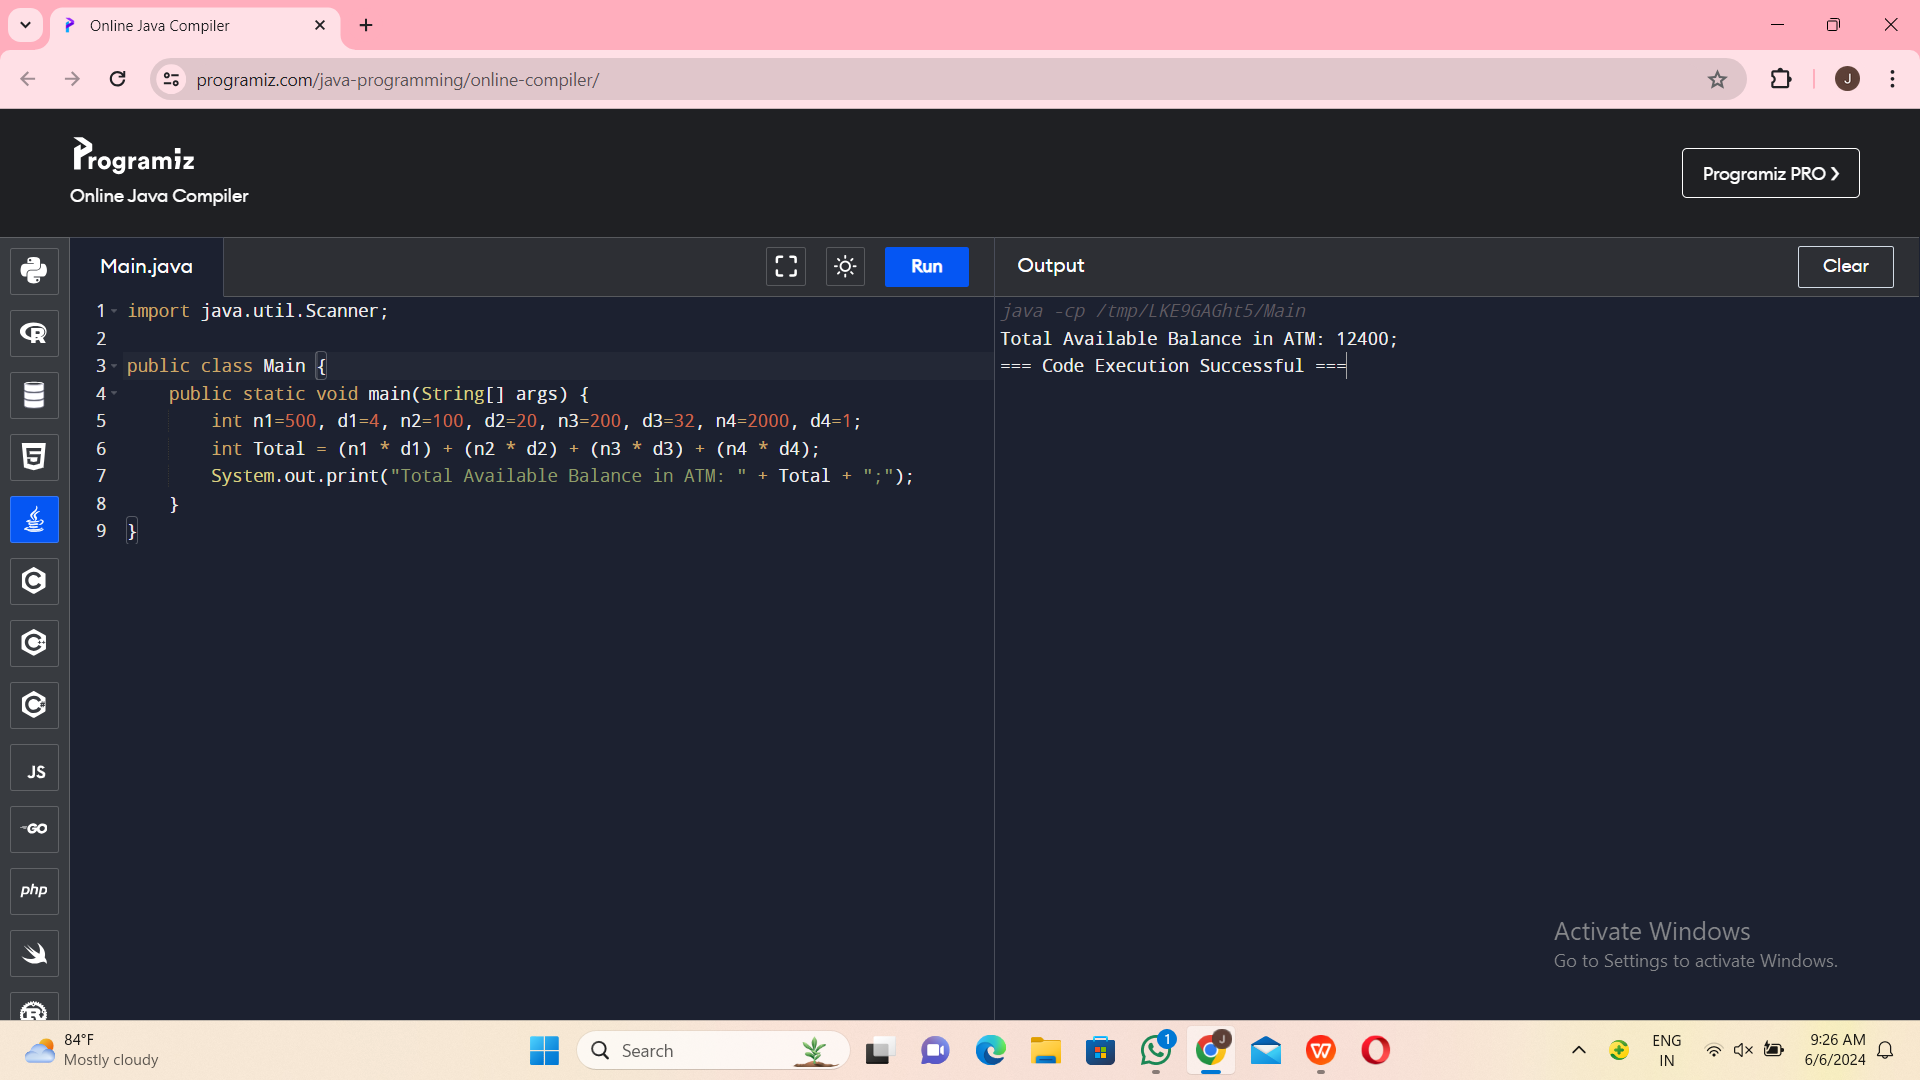 Online Java Compiler
programiz.com/java-programming/online-compiler/
J
Programiz
Online Java Compiler
Programiz PRO ❯
Main.java
Run
Output
Clear
1 import java.util.Scanner;
2
3 public class Main {
4 public static void main(String[] args) {
5 int n1=500, d1=4, n2=100, d2=20, n3=200, d3=32, n4=2000, d4=1;
6 int Total = (n1 * d1) + (n2 * d2) + (n3 * d3) + (n4 * d4);
7 System.out.print("Total Available Balance in ATM: " + Total + ";");
8 }
9 }
java -cp /tmp/LKE9GAGht5/Main
Total Available Balance in ATM: 12400;
=== Code Execution Successful ===
JS
GO
php
Activate Windows
Go to Settings to activate Windows.
84°F
Mostly cloudy
Search
1
J
ENG
IN
9:26 AM
6/6/2024